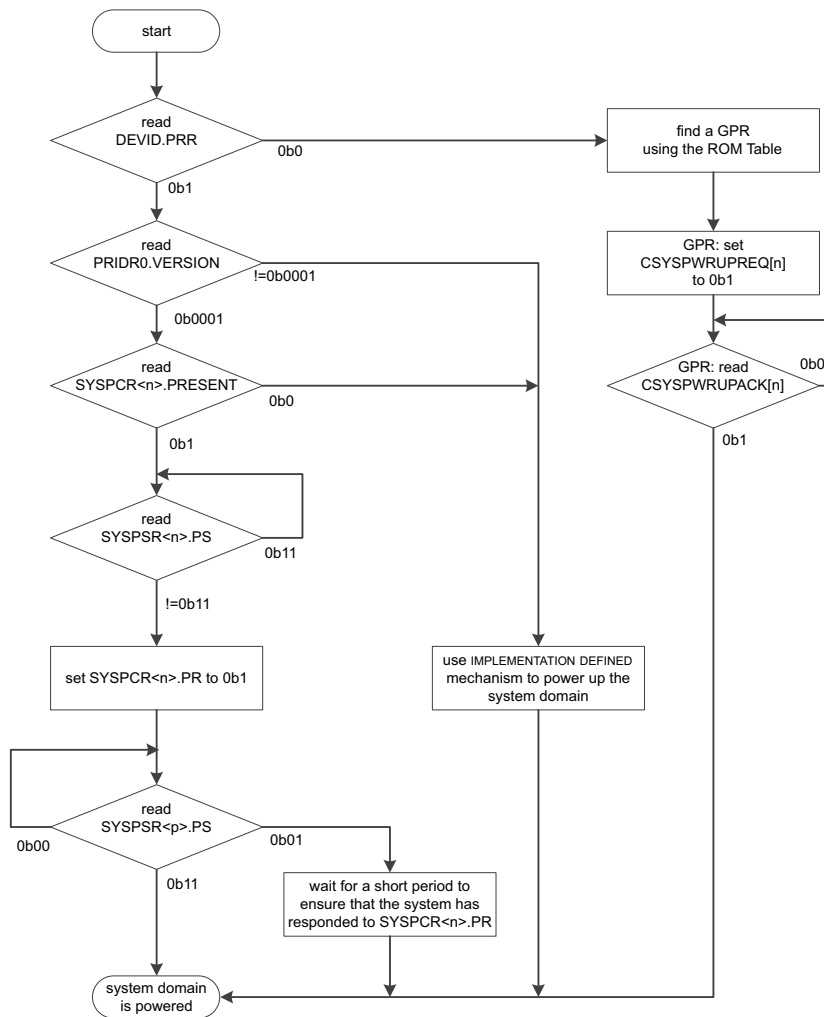 start
read
DEVID.PRR
0b0
0b1
find a GPR
using the ROM Table
read
PRIDR0.VERSION
!=0b0001
0b0001
GPR: set
CSYSPWRUPREQ[n]
to 0b1
read
SYSPCR<n>.PRESENT
0b0
0b1
GPR: read
CSYSPWRUPACK[n]
0b0
0b1
read
SYSPSR<n>.PS
0b11
!=0b11
set SYSPCR<n>.PR to 0b1
use IMPLEMENTATION DEFINED
mechanism to power up the
system domain
read
SYSPSR<p>.PS
0b00
0b01
0b11
wait for a short period to
ensure that the system has
responded to SYSPCR<n>.PR
system domain
is powered